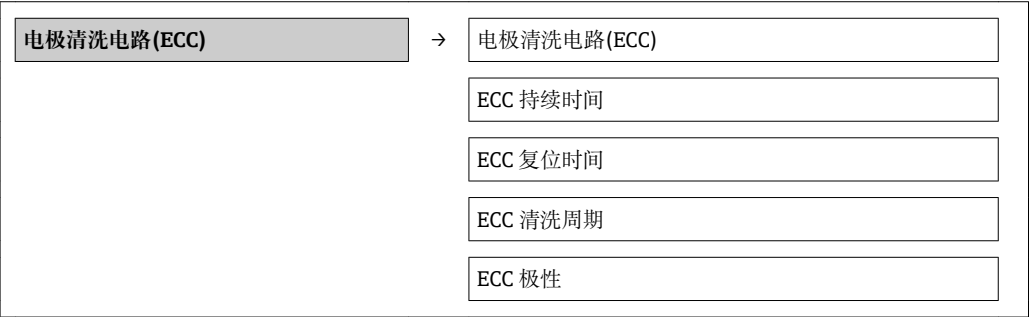 电极清洗电路(ECC) → 电极清洗电路(ECC)
ECC 持续时间
ECC 复位时间
ECC 清洗周期
ECC 极性